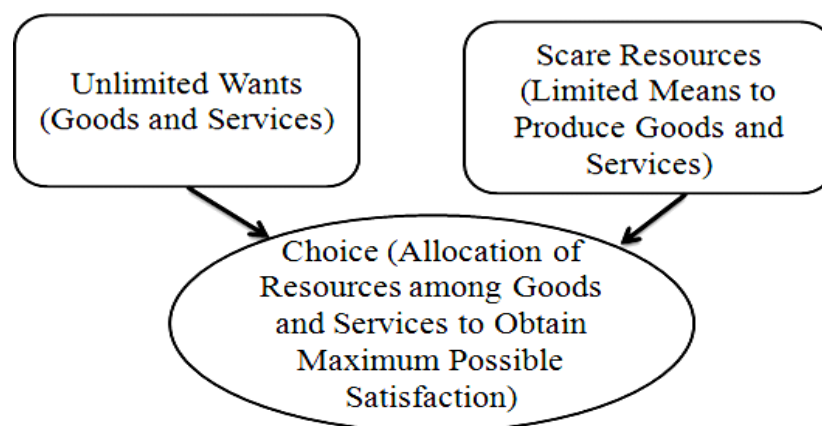 Unlimited Wants
(Goods and Services)
Scare Resources
(Limited Means to
Produce Goods and
Services)
Choice (Allocation of
Resources among Goods
and Services to Obtain
Maximum Possible
Satisfaction)